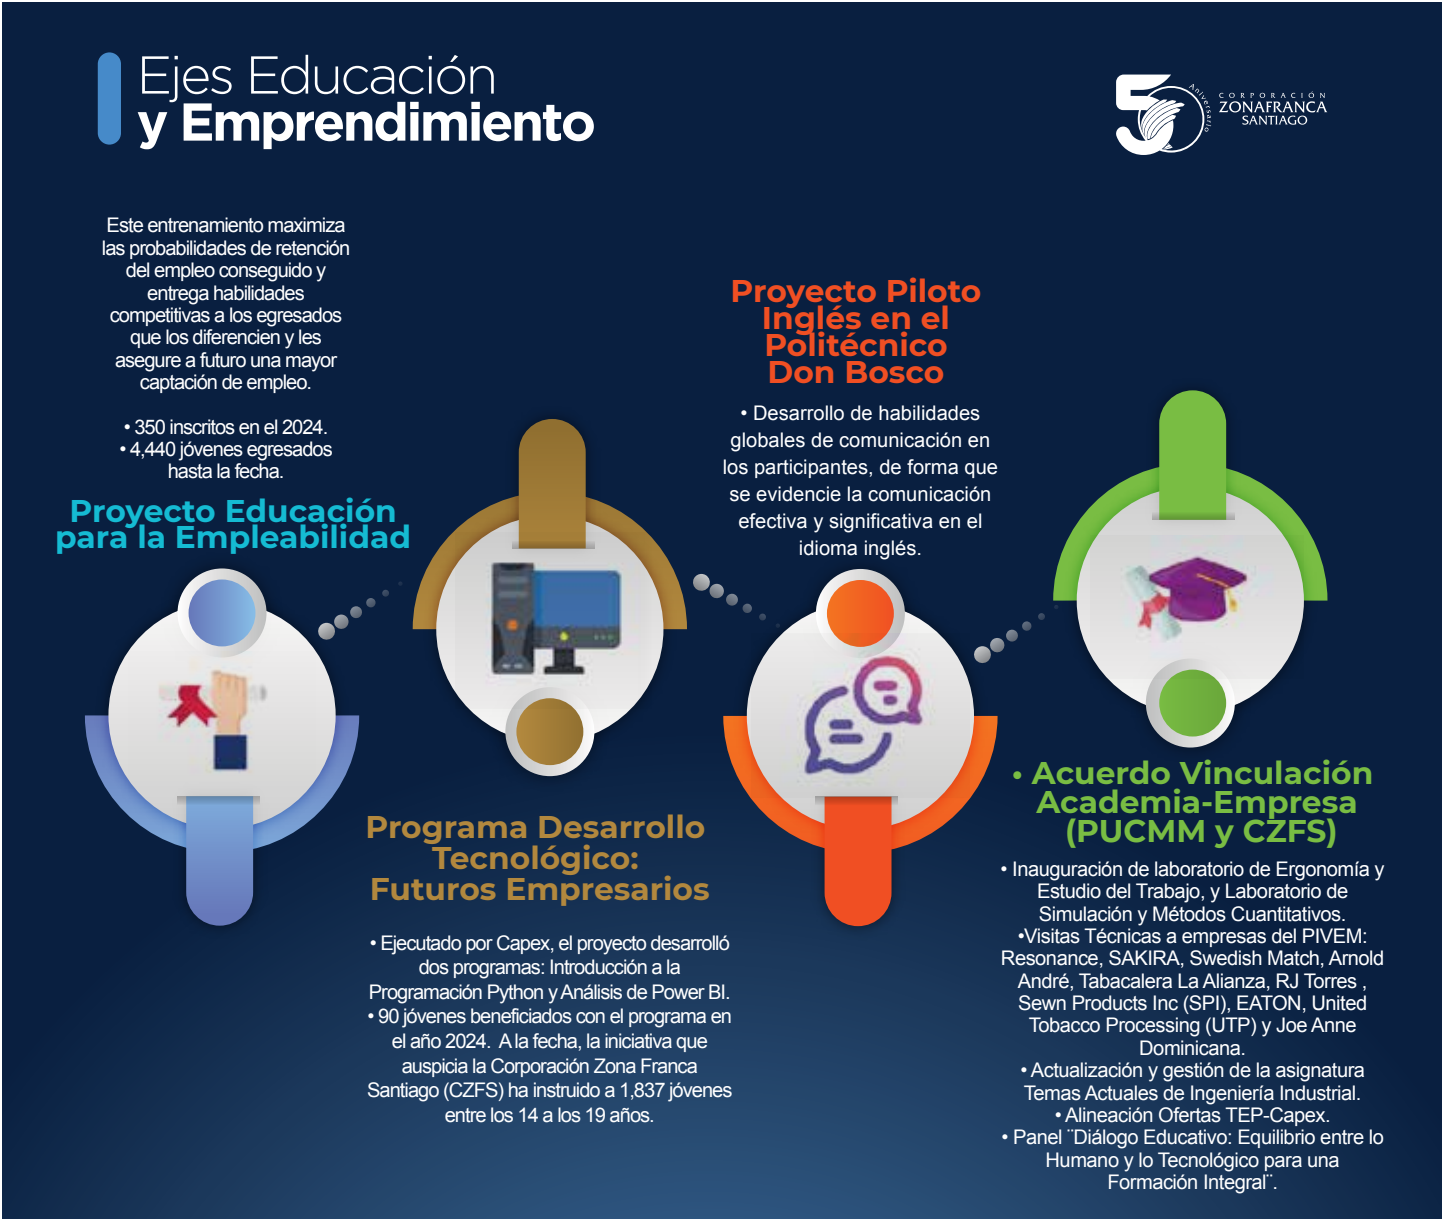 Ejes Educación
y Emprendimiento
50
Aniversario
CORPORACIÓN
ZONAFRANCA
SANTIAGO
Este entrenamiento maximiza
las probabilidades de retención
del empleo conseguido y
entrega habilidades
competitivas a los egresados
que los diferencien y les
asegure a futuro una mayor
captación de empleo.
• 350 inscritos en el 2024.
• 4,440 jóvenes egresados
hasta la fecha.
Proyecto Educación
para la Empleabilidad
Programa Desarrollo
Tecnológico:
Futuros Empresarios
• Ejecutado por Capex, el proyecto desarrolló
dos programas: Introducción a la
Programación Python y Análisis de Power BI.
• 90 jóvenes beneficiados con el programa en
el año 2024. A la fecha, la iniciativa que
auspicia la Corporación Zona Franca
Santiago (CZFS) ha instruido a 1,837 jóvenes
entre los 14 a los 19 años.
Proyecto Piloto
Inglés en el
Politécnico
Don Bosco
• Desarrollo de habilidades
globales de comunicación en
los participantes, de forma que
se evidencie la comunicación
efectiva y significativa en el
idioma inglés.
• Acuerdo Vinculación
Academia-Empresa
(PUCMM y CZFS)
• Inauguración de laboratorio de Ergonomía y
Estudio del Trabajo, y Laboratorio de
Simulación y Métodos Cuantitativos.
•Visitas Técnicas a empresas del PIVEM:
Resonance, SAKIRA, Swedish Match, Arnold
André, Tabacalera La Alianza, RJ Torres ,
Sewn Products Inc (SPI), EATON, United
Tobacco Processing (UTP) y Joe Anne
Dominicana.
• Actualización y gestión de la asignatura
Temas Actuales de Ingeniería Industrial.
• Alineación Ofertas TEP-Capex.
• Panel ¨Diálogo Educativo: Equilibrio entre lo
Humano y lo Tecnológico para una
Formación Integral¨.